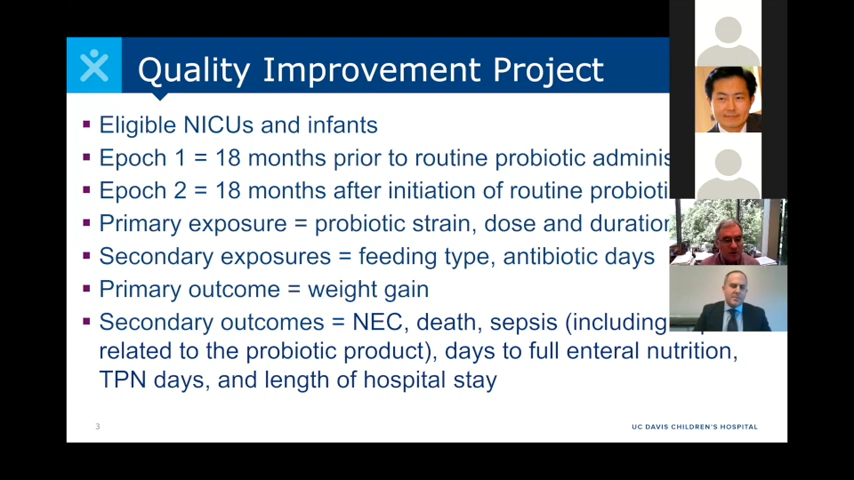 Quality Improvement Project
▪ Eligible NICUs and infants
▪ Epoch 1 = 18 months prior to routine probiotic
▪ Epoch 2 = 18 months after initiation of routine
▪ Primary exposure = probiotic strain, dose and duration
▪ Secondary exposures = feeding type, antibiotic days
▪ Primary outcome = weight gain
▪ Secondary outcomes = NEC, death, sepsis (including
related to the probiotic product), days to full enteral nutrition,
TPN days, and length of hospital stay
3
UC DAVIS CHILDREN'S HOSPITAL